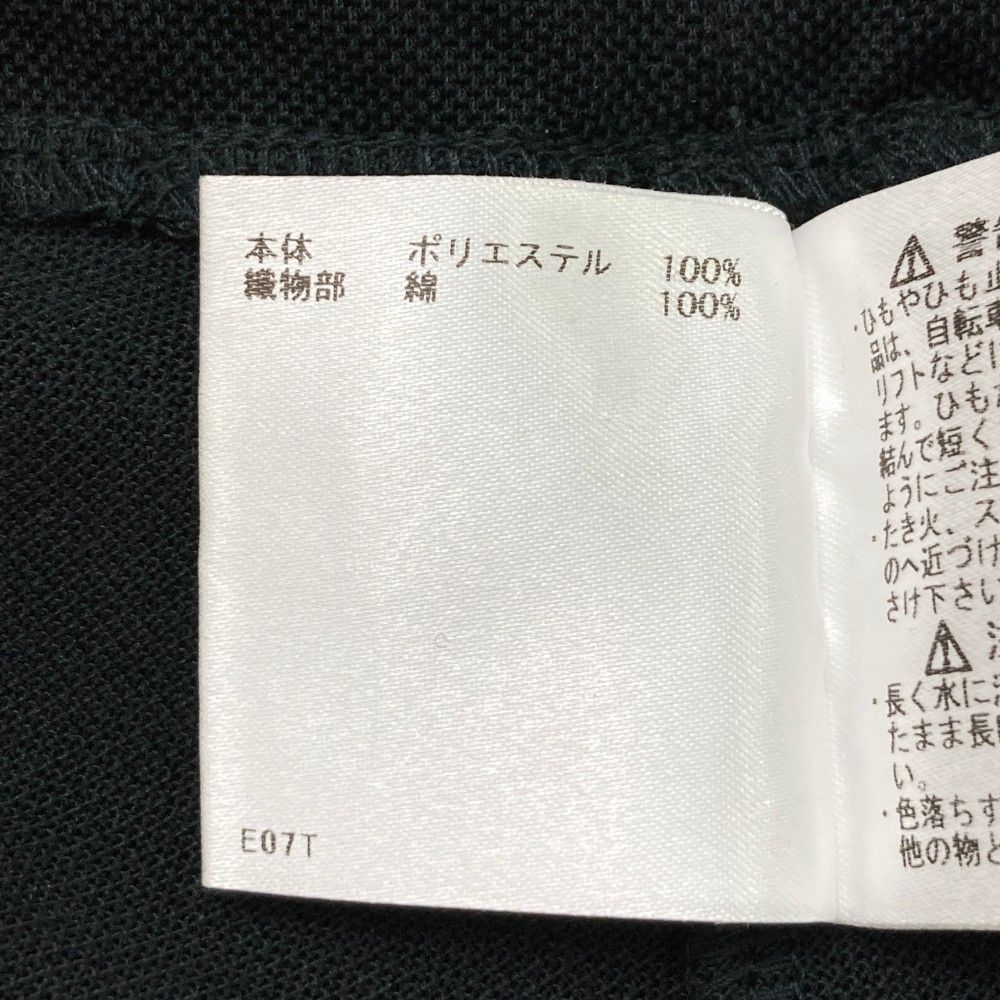 本体 ポリエステル 100%
織物部 綿 100%
E07T
警
・ひもやひも止
品は、自転車
リフトなどに
ます。ひも
結んで短く
ようにご注
・たき火、ス
のへ近づけ
さけ下さい
・長く水に
たまま長
い。
・色落ちす
他の物と